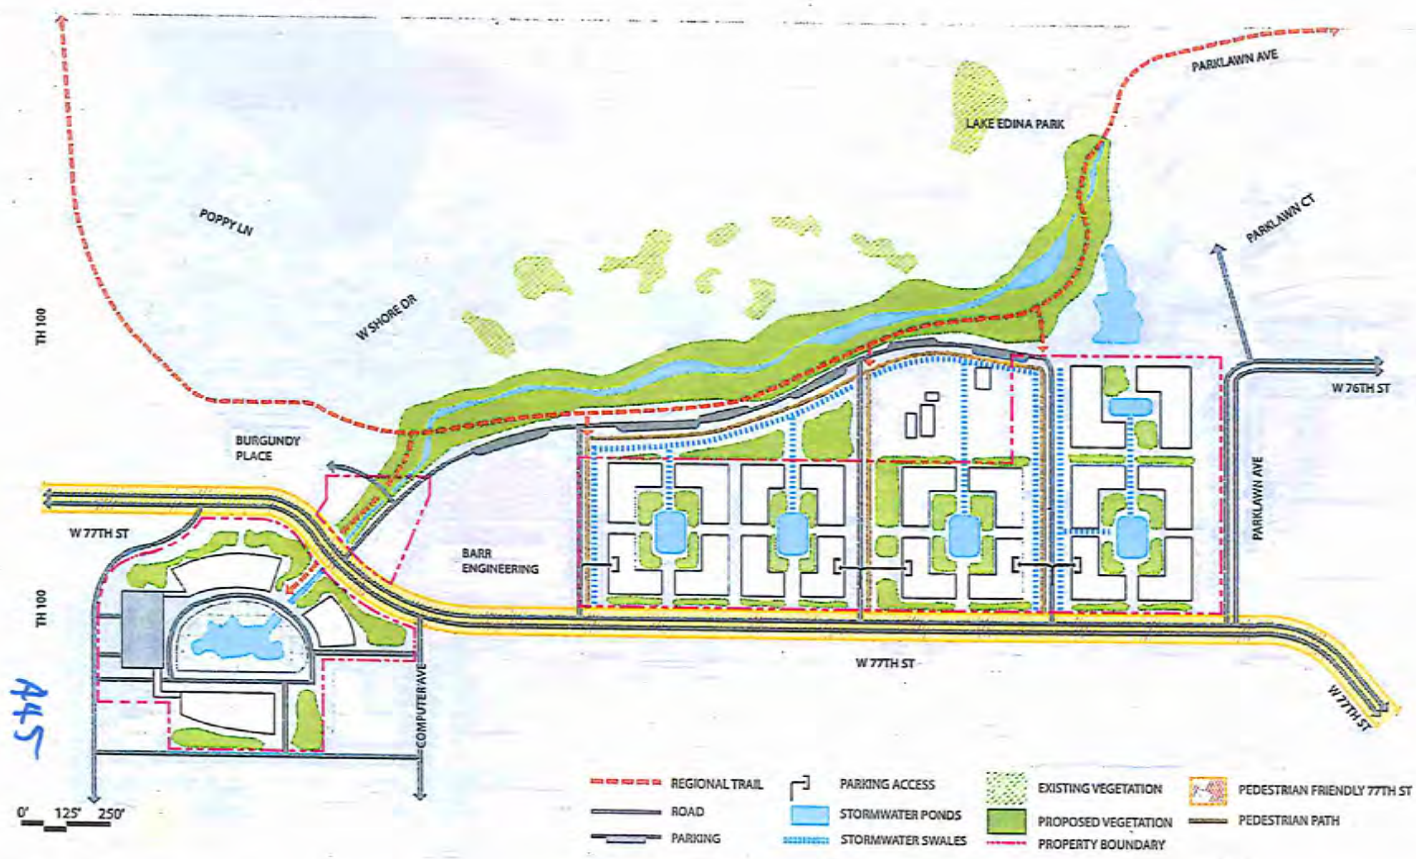 PARKLAWN AVE
LAKE EDINA PARK
POPPY LN
PARKLAWN CT
W SHORE DR
TH 100
W 76TH ST
BURGUNDY
PLACE
PARKLAWN AVE
W 77TH ST
BARR
ENGINEERING
TH 100
W 77TH ST
W 77TH ST
COMPUTER AVE
A45
0' 125' 250'
REGIONAL TRAIL
ROAD
PARKING
PARKING ACCESS
STORMWATER PONDS
STORMWATER SWALES
EXISTING VEGETATION
PROPOSED VEGETATION
PROPERTY BOUNDARY
PEDESTRIAN FRIENDLY 77TH ST
PEDESTRIAN PATH